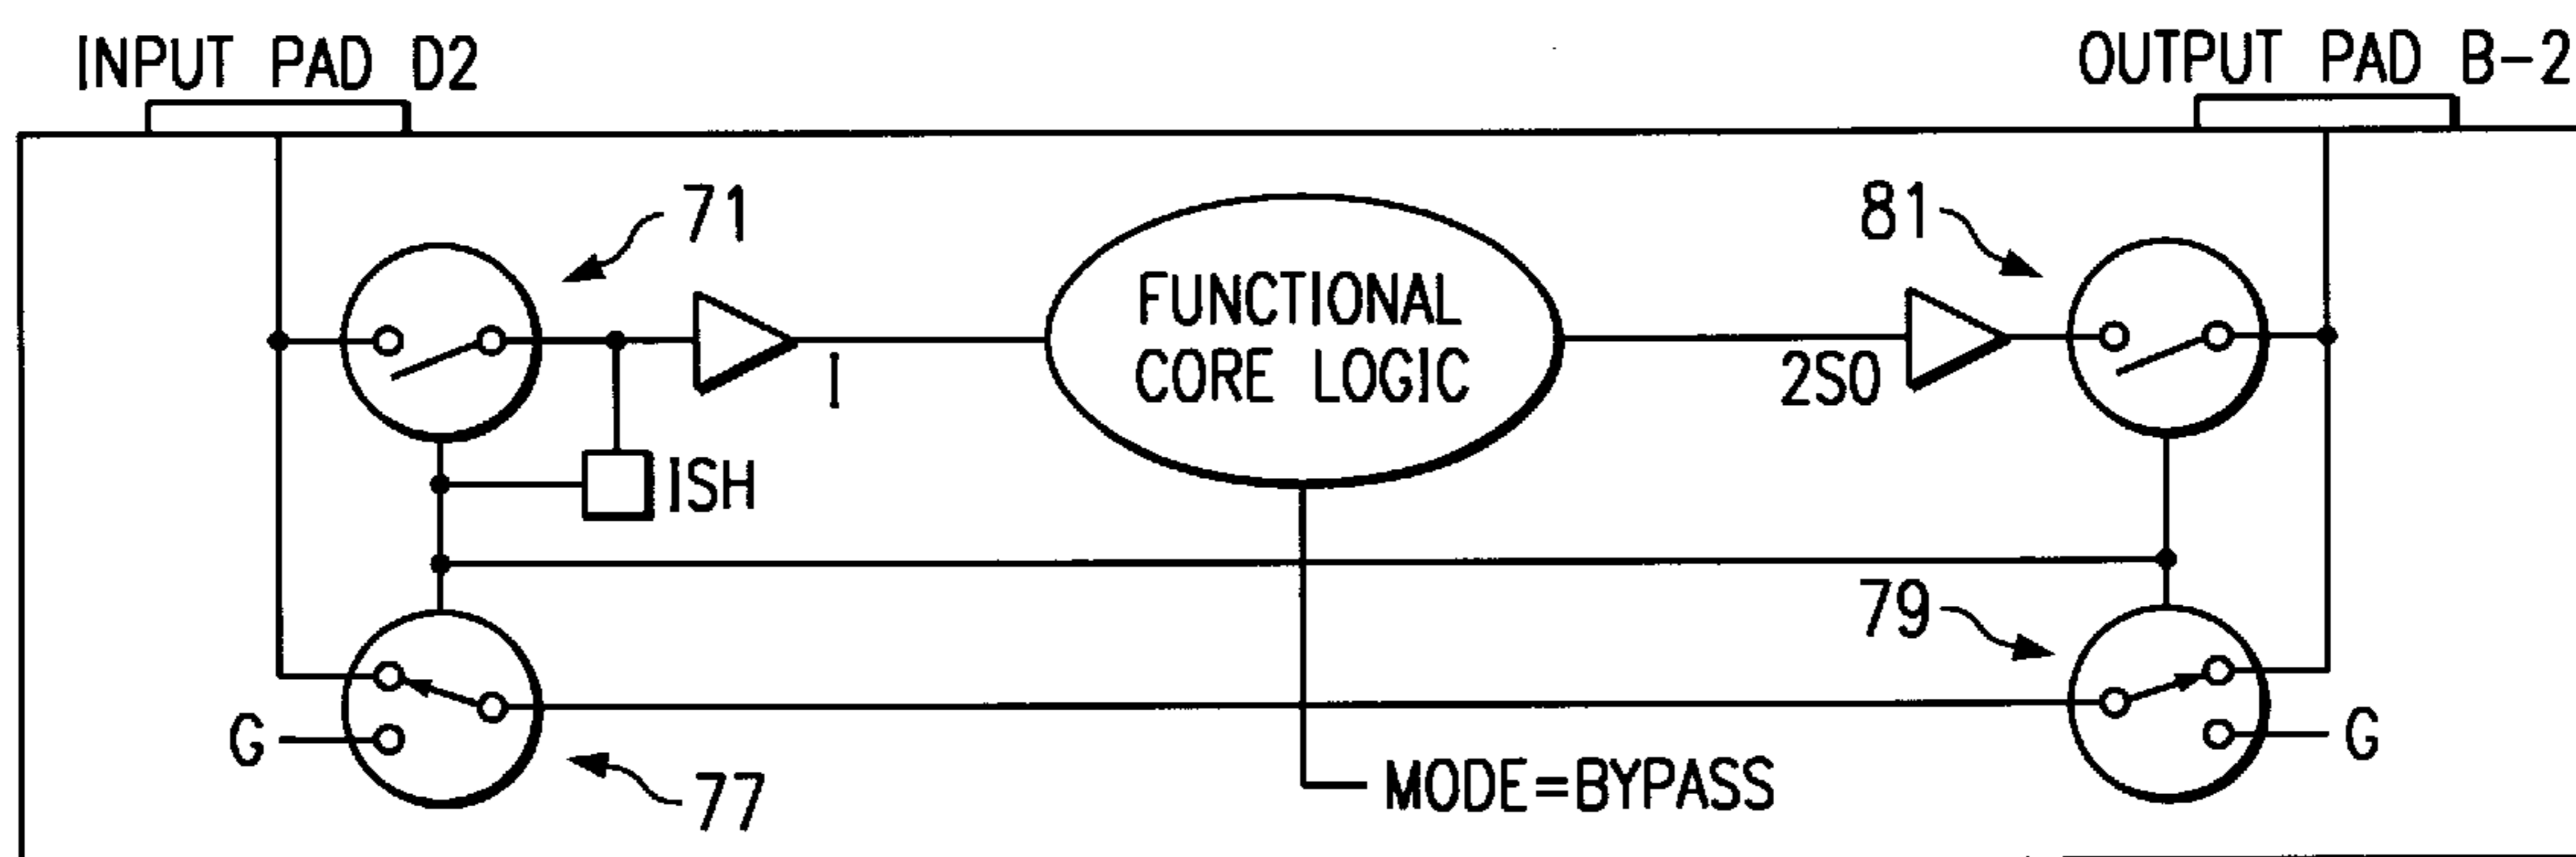 INPUT PAD D2
OUTPUT PAD B-2
71
81
FUNCTIONAL
CORE LOGIC
I
2SO
ISH
79
G
G
77
MODE=BYPASS